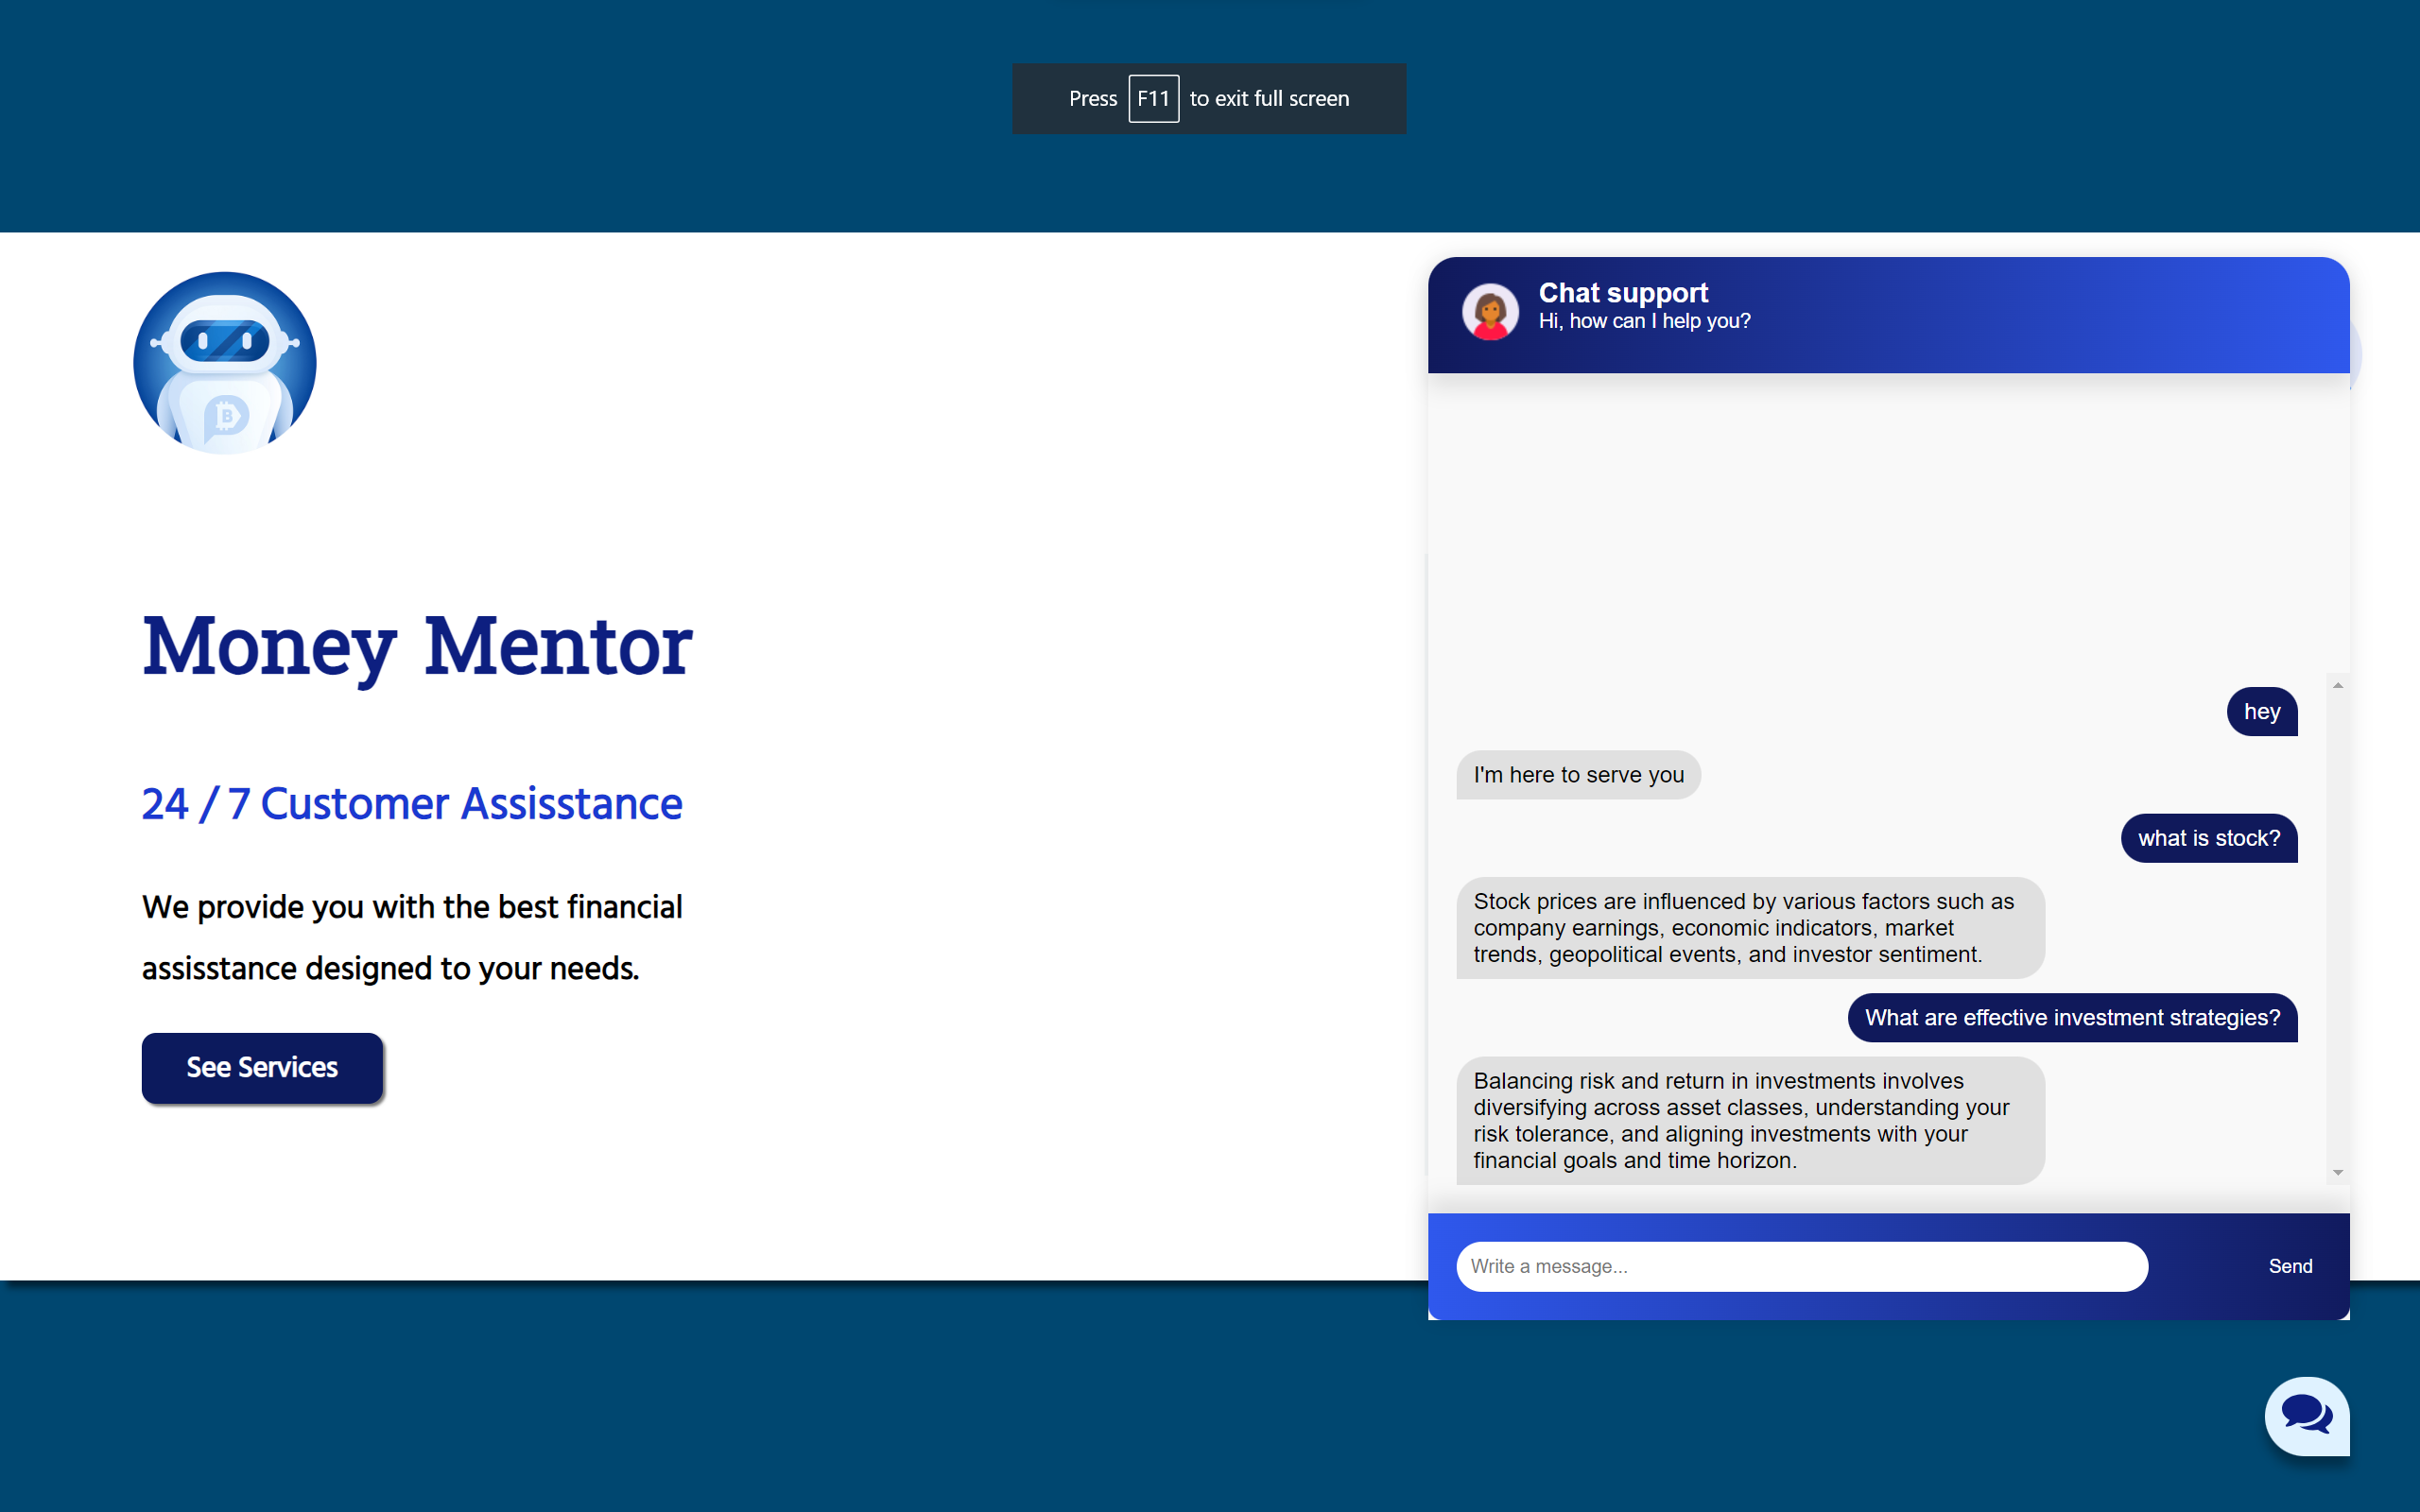 Press F11 to exit full screen
Chat support
Hi, how can I help you?
B
Money Mentor
24 / 7 Customer Assisstance
We provide you with the best financial
assisstance designed to your needs.
See Services
hey
I'm here to serve you
what is stock?
Stock prices are influenced by various factors such as
company earnings, economic indicators, market
trends, geopolitical events, and investor sentiment.
What are effective investment strategies?
Balancing risk and return in investments involves
diversifying across asset classes, understanding your
risk tolerance, and aligning investments with your
financial goals and time horizon.
Write a message...
Send